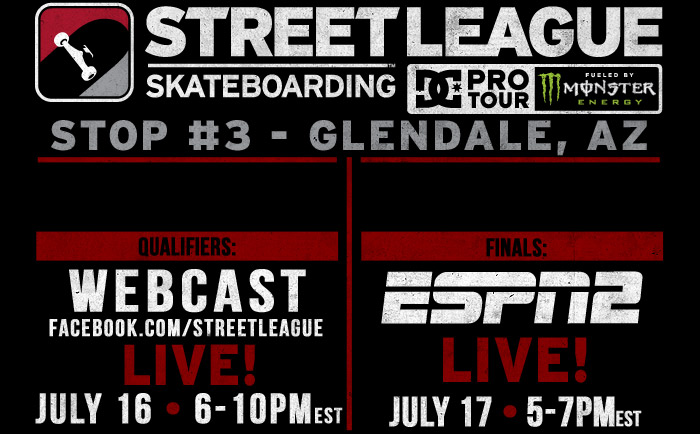 STREET LEAGUE
SKATEBOARDING™
DC PRO TOUR
FUELED BY
MONSTER
ENERGY
STOP #3 - GLENDALE, AZ
QUALIFIERS:
WEBCAST
FACEBOOK.COM/STREETLEAGUE
LIVE!
JULY 16 • 6-10PM EST
FINALS:
ESPN2
LIVE!
JULY 17 • 5-7PM EST